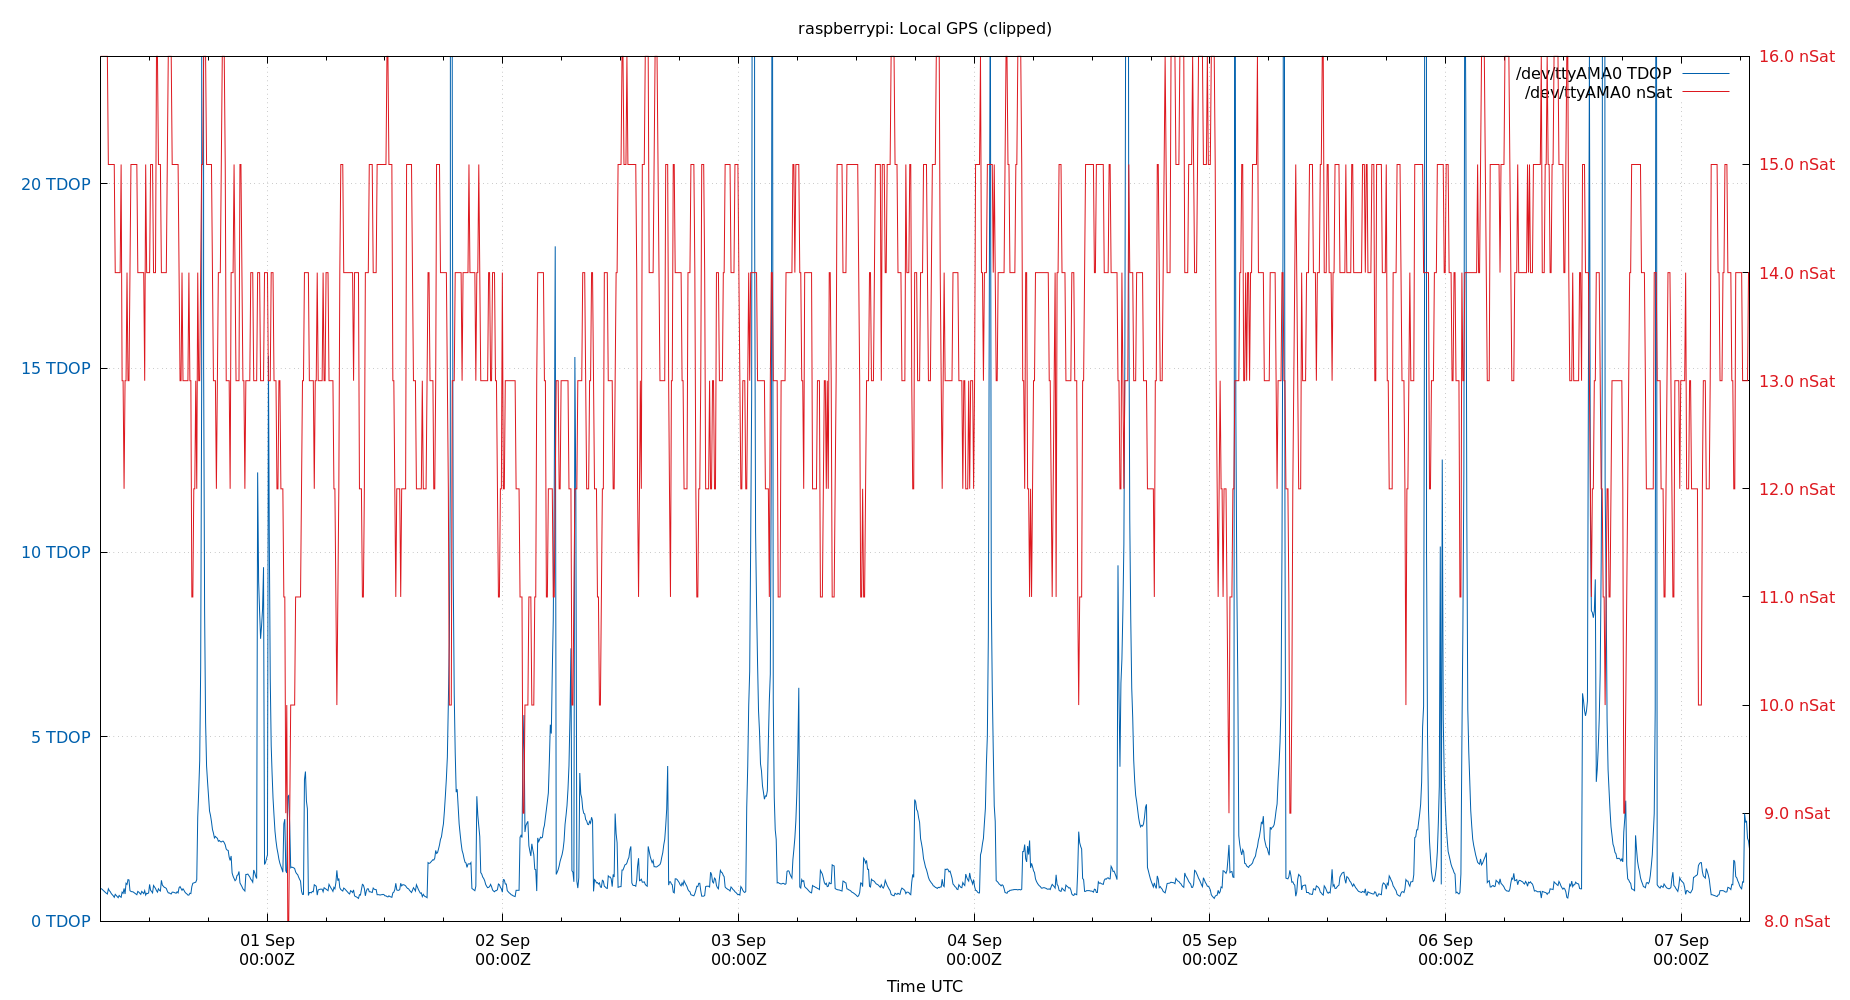 raspberrypi: Local GPS (clipped)
16.0 nSat
/dev/ttyAMA0 TDOP
/dev/ttyAMA0 nSat
15.0 nSat
20 TDOP
14.0 nSat
15 TDOP
13.0 nSat
12.0 nSat
10 TDOP
11.0 nSat
10.0 nSat
5 TDOP
9.0 nSat
0 TDOP
8.0 nSat
01 Sep 02 Sep 03 Sep 04 Sep 05 Sep 06 Sep 07 Sep
00:00Z 00:00Z 00:00Z 00:00Z 00:00Z 00:00Z 00:00Z
Time UTC